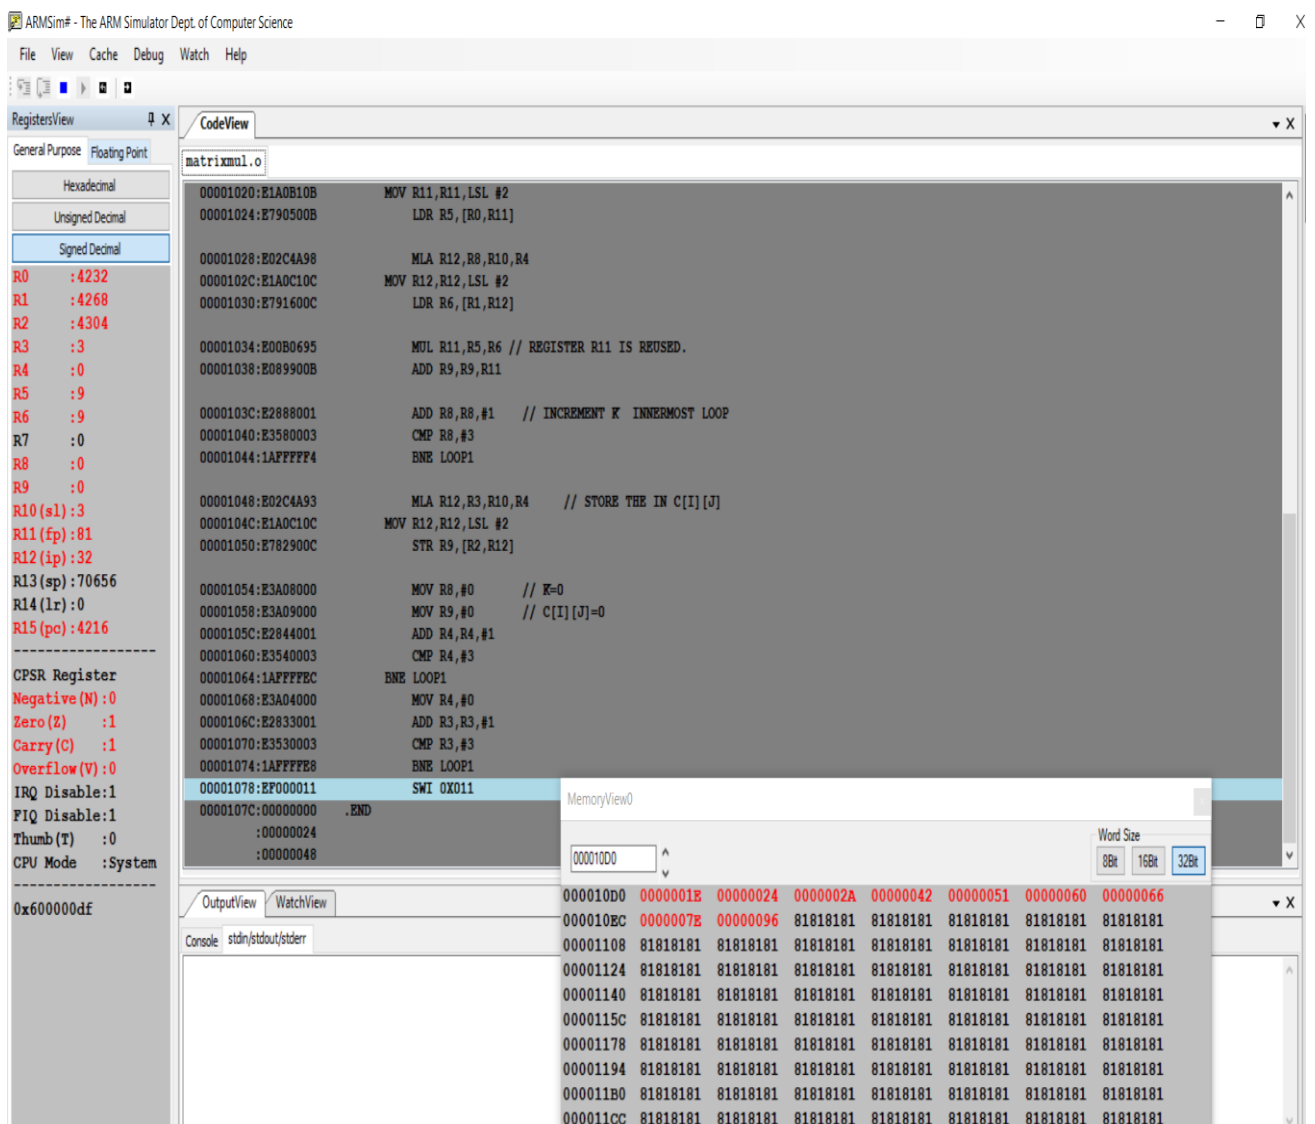 ARMSim# - The ARM Simulator Dept. of Computer Science
File View Cache Debug Watch Help
RegistersView
General Purpose Floating Point
Hexadecimal
Unsigned Decimal
Signed Decimal
R0 :4232
R1 :4268
R2 :4304
R3 :3
R4 :0
R5 :9
R6 :9
R7 :0
R8 :0
R9 :0
R10(sl):3
R11(fp):81
R12(ip):32
R13(sp):70656
R14(lr):0
R15(pc):4216
------------------
CPSR Register
Negative(N):0
Zero(Z) :1
Carry(C) :1
Overflow(V):0
IRQ Disable:1
FIQ Disable:1
Thumb(T) :0
CPU Mode :System
------------------
0x600000df
CodeView
matrixmul.o
00001020:E1A0B10B MOV R11,R11,LSL #2
00001024:E790500B LDR R5,[R0,R11]
00001028:E02C4A98 MLA R12,R8,R10,R4
0000102C:E1A0C10C MOV R12,R12,LSL #2
00001030:E791600C LDR R6,[R1,R12]
00001034:E00B0695 MUL R11,R5,R6 // REGISTER R11 IS REUSED.
00001038:E089900B ADD R9,R9,R11
0000103C:E2888001 ADD R8,R8,#1 // INCREMENT K INNERMOST LOOP
00001040:E3580003 CMP R8,#3
00001044:1AFFFFF4 BNE LOOP1
00001048:E02C4A93 MLA R12,R3,R10,R4 // STORE THE IN C[I][J]
0000104C:E1A0C10C MOV R12,R12,LSL #2
00001050:E782900C STR R9,[R2,R12]
00001054:E3A08000 MOV R8,#0 // K=0
00001058:E3A09000 MOV R9,#0 // C[I][J]=0
0000105C:E2844001 ADD R4,R4,#1
00001060:E3540003 CMP R4,#3
00001064:1AFFFFEC BNE LOOP1
00001068:E3A04000 MOV R4,#0
0000106C:E2833001 ADD R3,R3,#1
00001070:E3530003 CMP R3,#3
00001074:1AFFFFE8 BNE LOOP1
00001078:EF000011 SWI 0X011
0000107C:00000000 .END
:00000024
:00000048
OutputView WatchView
Console stdin/stdout/stderr
MemoryView0
000010D0
Word Size
8Bit 16Bit 32Bit
000010D0 0000001E 00000024 0000002A 00000042 00000051 00000060 00000066
000010EC 0000007E 00000096 81818181 81818181 81818181 81818181 81818181
00001108 81818181 81818181 81818181 81818181 81818181 81818181 81818181
00001124 81818181 81818181 81818181 81818181 81818181 81818181 81818181
00001140 81818181 81818181 81818181 81818181 81818181 81818181 81818181
0000115C 81818181 81818181 81818181 81818181 81818181 81818181 81818181
00001178 81818181 81818181 81818181 81818181 81818181 81818181 81818181
00001194 81818181 81818181 81818181 81818181 81818181 81818181 81818181
000011B0 81818181 81818181 81818181 81818181 81818181 81818181 81818181
000011CC 81818181 81818181 81818181 81818181 81818181 81818181 81818181